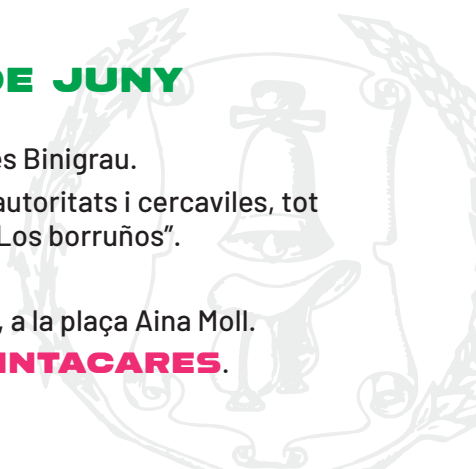 DE JUNY
es Binigrau.
autoritats i cercaviles, tot
Los borruños”.
, a la plaça Aina Moll.
INTACARES.